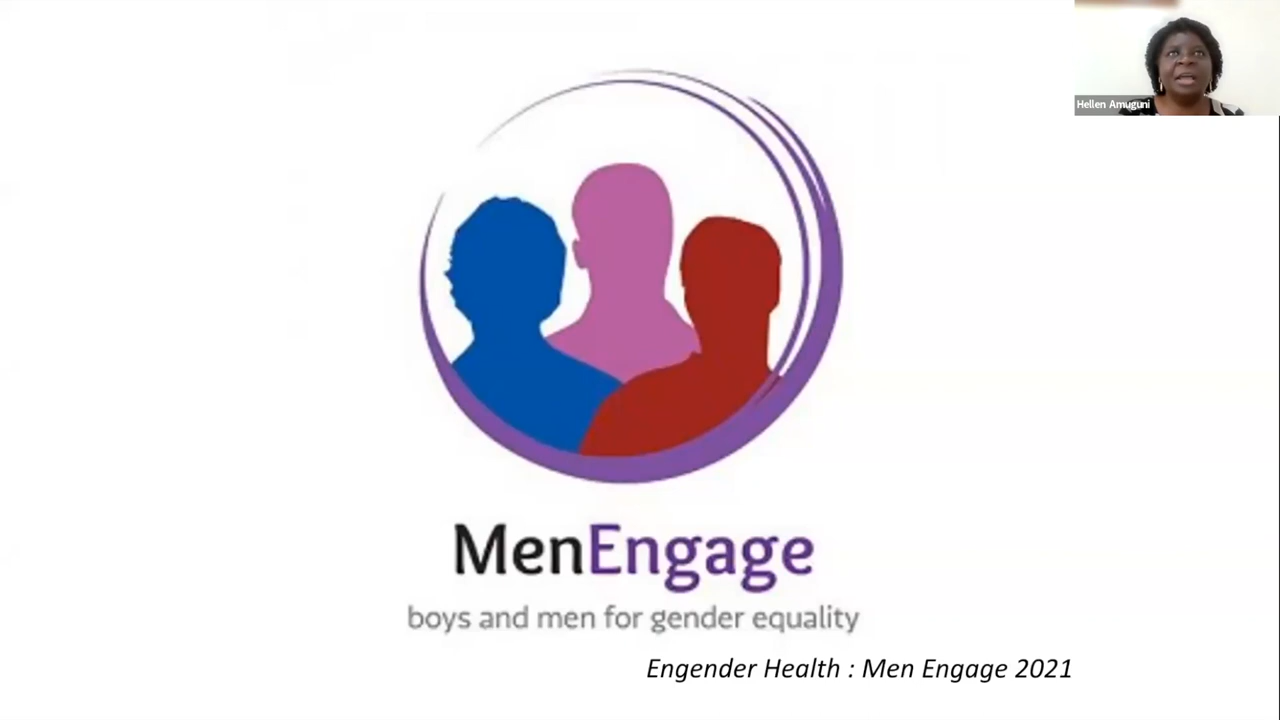 Hellen Amuguni
MenEngage
boys and men for gender equality
Engender Health : Men Engage 2021